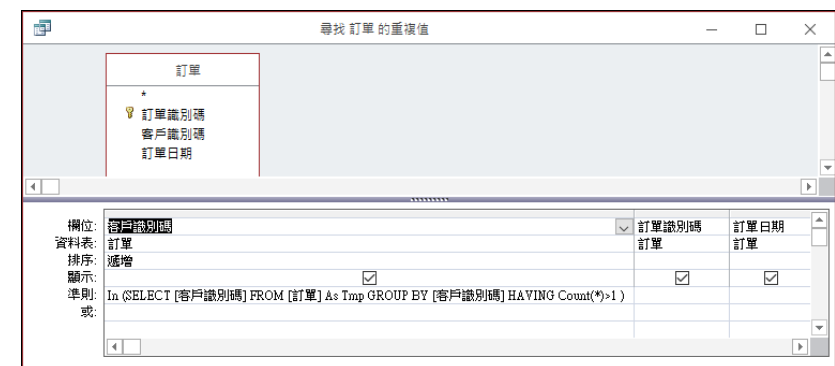 尋找 訂單 的重複值
訂單
*
訂單識別碼
客戶識別碼
訂單日期
欄位: 客戶識別碼 訂單識別碼 訂單日期
資料表: 訂單 訂單 訂單
排序: 遞增
顯示:
準則: In (SELECT [客戶識別碼] FROM [訂單] As Tmp GROUP BY [客戶識別碼] HAVING Count(*)>1 )
或: